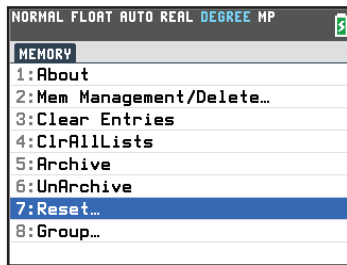 NORMAL FLOAT AUTO REAL DEGREE MP
MEMORY
1:About
2:Mem Management/Delete…
3:Clear Entries
4:ClrAllLists
5:Archive
6:UnArchive
7:Reset…
8:Group…